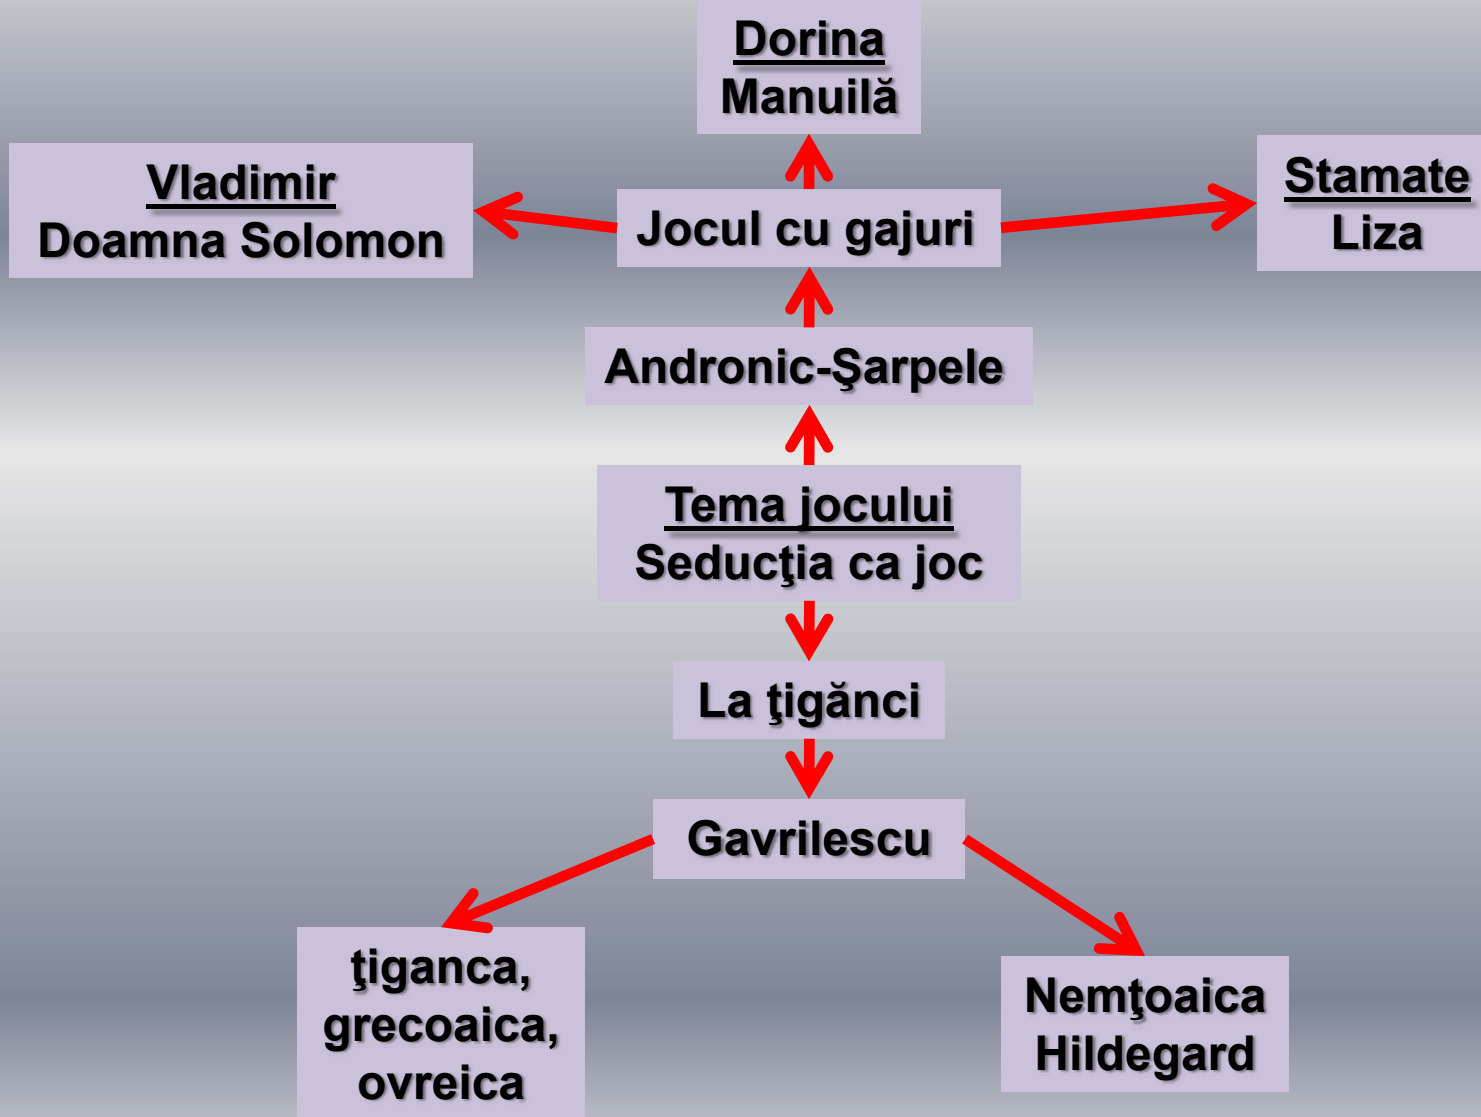 Dorina
Manuilă
Vladimir
Doamna Solomon
Jocul cu gajuri
Stamate
Liza
Andronic-Şarpele
Tema jocului
Seducţia ca joc
La ţigănci
Gavrilescu
ţiganca,
grecoaica,
ovreica
Nemţoaica
Hildegard